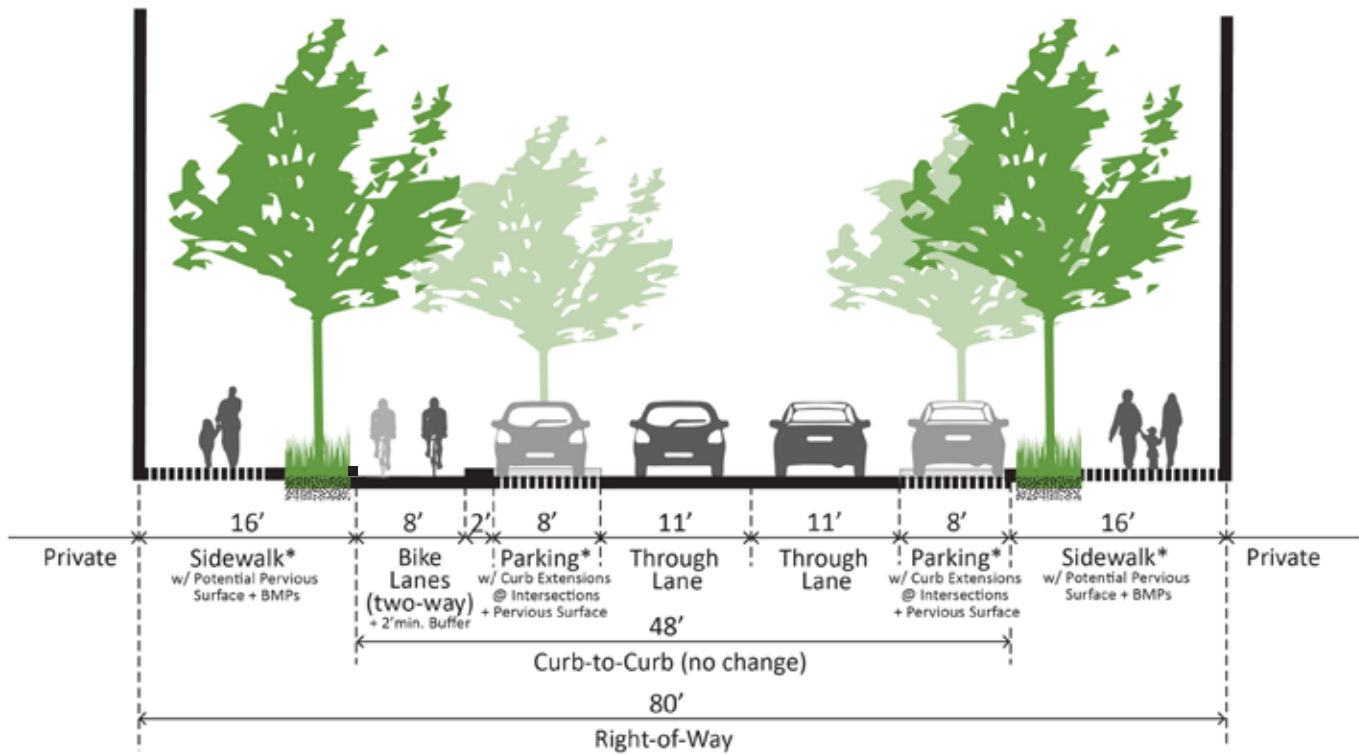 16’ 8’ 2’ 8’ 11’ 11’ 8’ 16’
Private
Sidewalk*
w/ Potential Pervious
Surface + BMPs
Bike
Lanes
(two-way)
+ 2’min. Buffer
Parking*
w/ Curb Extensions
@ Intersections
+ Pervious Surface
Through
Lane
Through
Lane
Parking*
w/ Curb Extensions
@ Intersections
+ Pervious Surface
Sidewalk*
w/ Potential Pervious
Surface + BMPs
Private
48’
Curb-to-Curb (no change)
80’
Right-of-Way